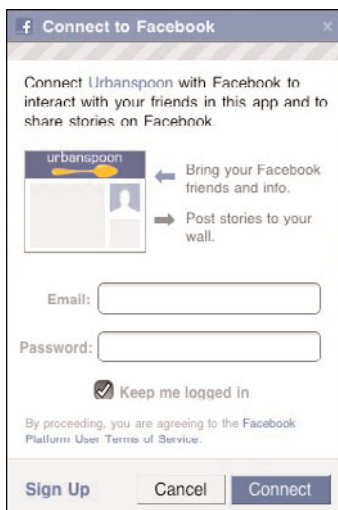 Connect to Facebook
Connect Urbanspoon with Facebook to
interact with your friends in this app and to
share stories on Facebook.
urbanspoon
Bring your Facebook
friends and info.
Post stories to your
wall.
Email:
Password:
Keep me logged in
By proceeding, you are agreeing to the Facebook
Platform User Terms of Service.
Sign Up Cancel Connect